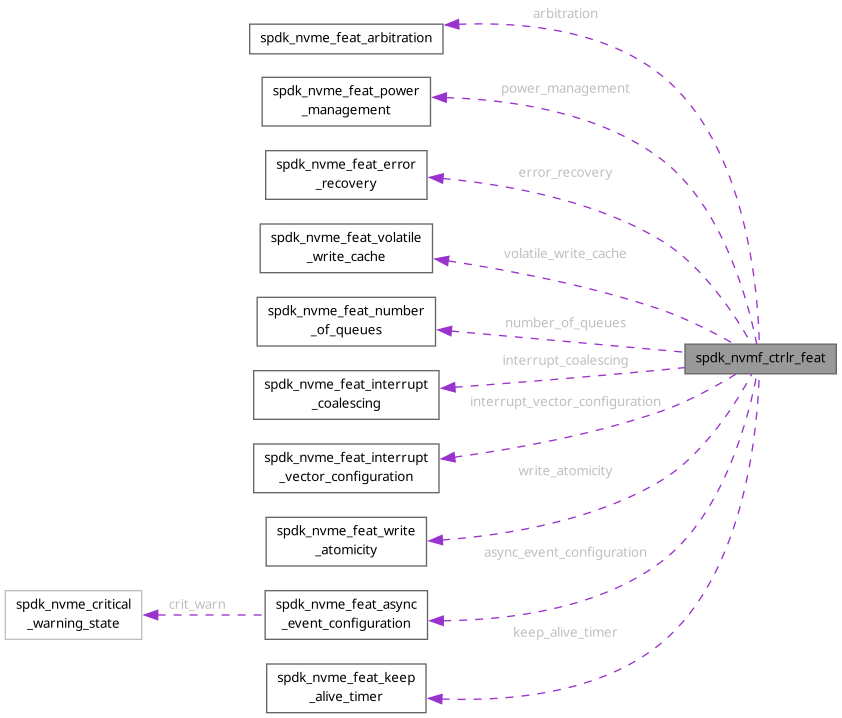 arbitration
spdk_nvme_feat_arbitration
power_management
spdk_nvme_feat_power
_management
error_recovery
spdk_nvme_feat_error
_recovery
volatile_write_cache
spdk_nvme_feat_volatile
_write_cache
number_of_queues
spdk_nvme_feat_number
_of_queues
spdk_nvmf_ctrlr_feat
interrupt_coalescing
spdk_nvme_feat_interrupt
_coalescing
interrupt_vector_configuration
spdk_nvme_feat_interrupt
_vector_configuration
write_atomicity
spdk_nvme_feat_write
_atomicity
async_event_configuration
spdk_nvme_critical
_warning_state
crit_warn
spdk_nvme_feat_async
_event_configuration
keep_alive_timer
spdk_nvme_feat_keep
_alive_timer